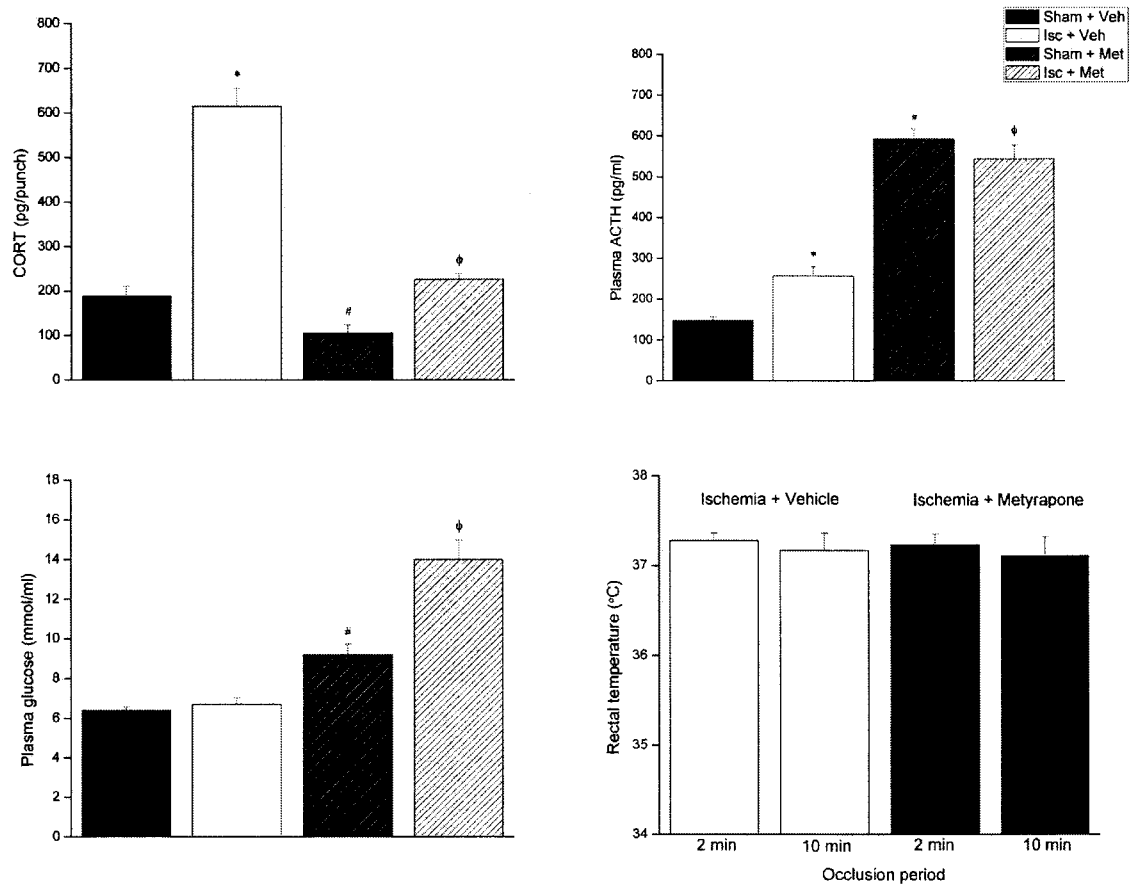 800
700
600
500
400
300
200
100
0
CORT (pg/punch)
*
#
ϕ
Sham + Veh
Isc + Veh
Sham + Met
Isc + Met
800
700
600
500
400
300
200
100
0
Plasma ACTH (pg/ml)
*
#
ϕ
18
16
14
12
10
8
6
4
2
0
Plasma glucose (mmol/ml)
#
ϕ
38
37
36
35
34
Rectal temperature (°C)
Ischemia + Vehicle
Ischemia + Metyrapone
2 min
10 min
2 min
10 min
Occlusion period